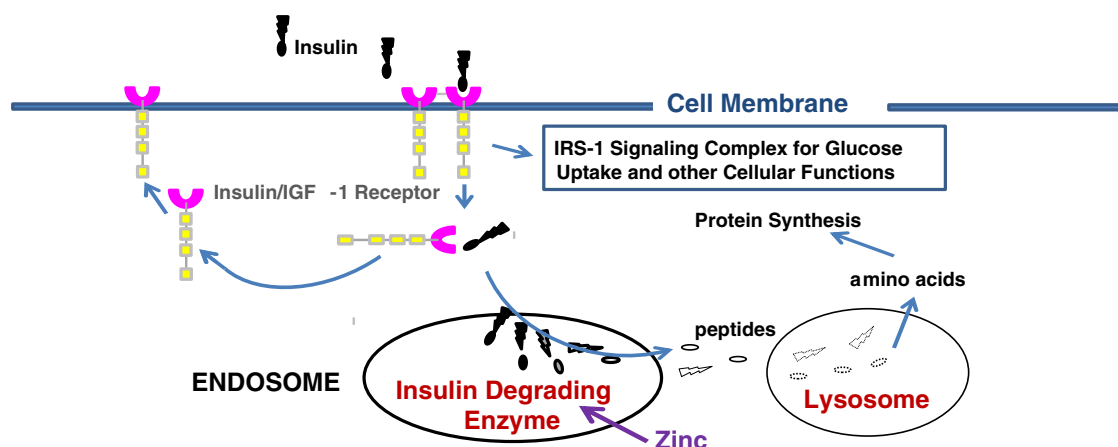 Insulin
Cell Membrane
IRS-1 Signaling Complex for Glucose
Uptake and other Cellular Functions
Insulin/IGF -1 Receptor
Protein Synthesis
amino acids
peptides
ENDOSOME
Insulin Degrading
Enzyme
Lysosome
Zinc